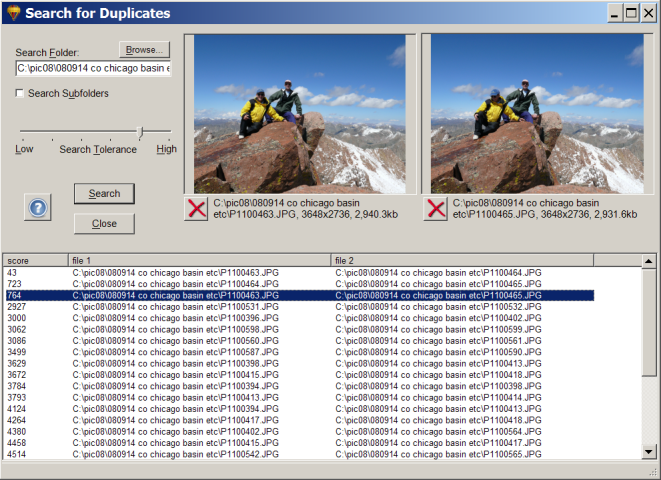 Search for Duplicates
Search Folder:
Browse...
C:\pic08\080914 co chicago basin e
Search Subfolders
Low
Search Tolerance
High
Search
Close
C:\pic08\080914 co chicago basin
etc\P1100463.JPG, 3648x2736, 2,940.3kb
C:\pic08\080914 co chicago basin
etc\P1100465.JPG, 3648x2736, 2,931.6kb
score file 1 file 2
43 C:\pic08\080914 co chicago basin etc\P1100463.JPG C:\pic08\080914 co chicago basin etc\P1100464.JPG
723 C:\pic08\080914 co chicago basin etc\P1100464.JPG C:\pic08\080914 co chicago basin etc\P1100465.JPG
764 C:\pic08\080914 co chicago basin etc\P1100463.JPG C:\pic08\080914 co chicago basin etc\P1100465.JPG
2927 C:\pic08\080914 co chicago basin etc\P1100531.JPG C:\pic08\080914 co chicago basin etc\P1100532.JPG
3000 C:\pic08\080914 co chicago basin etc\P1100396.JPG C:\pic08\080914 co chicago basin etc\P1100402.JPG
3062 C:\pic08\080914 co chicago basin etc\P1100598.JPG C:\pic08\080914 co chicago basin etc\P1100599.JPG
3086 C:\pic08\080914 co chicago basin etc\P1100560.JPG C:\pic08\080914 co chicago basin etc\P1100561.JPG
3499 C:\pic08\080914 co chicago basin etc\P1100587.JPG C:\pic08\080914 co chicago basin etc\P1100590.JPG
3629 C:\pic08\080914 co chicago basin etc\P1100398.JPG C:\pic08\080914 co chicago basin etc\P1100413.JPG
3672 C:\pic08\080914 co chicago basin etc\P1100415.JPG C:\pic08\080914 co chicago basin etc\P1100418.JPG
3784 C:\pic08\080914 co chicago basin etc\P1100394.JPG C:\pic08\080914 co chicago basin etc\P1100398.JPG
3793 C:\pic08\080914 co chicago basin etc\P1100413.JPG C:\pic08\080914 co chicago basin etc\P1100414.JPG
4124 C:\pic08\080914 co chicago basin etc\P1100394.JPG C:\pic08\080914 co chicago basin etc\P1100413.JPG
4264 C:\pic08\080914 co chicago basin etc\P1100417.JPG C:\pic08\080914 co chicago basin etc\P1100418.JPG
4380 C:\pic08\080914 co chicago basin etc\P1100402.JPG C:\pic08\080914 co chicago basin etc\P1100564.JPG
4458 C:\pic08\080914 co chicago basin etc\P1100415.JPG C:\pic08\080914 co chicago basin etc\P1100417.JPG
4514 C:\pic08\080914 co chicago basin etc\P1100542.JPG C:\pic08\080914 co chicago basin etc\P1100565.JPG